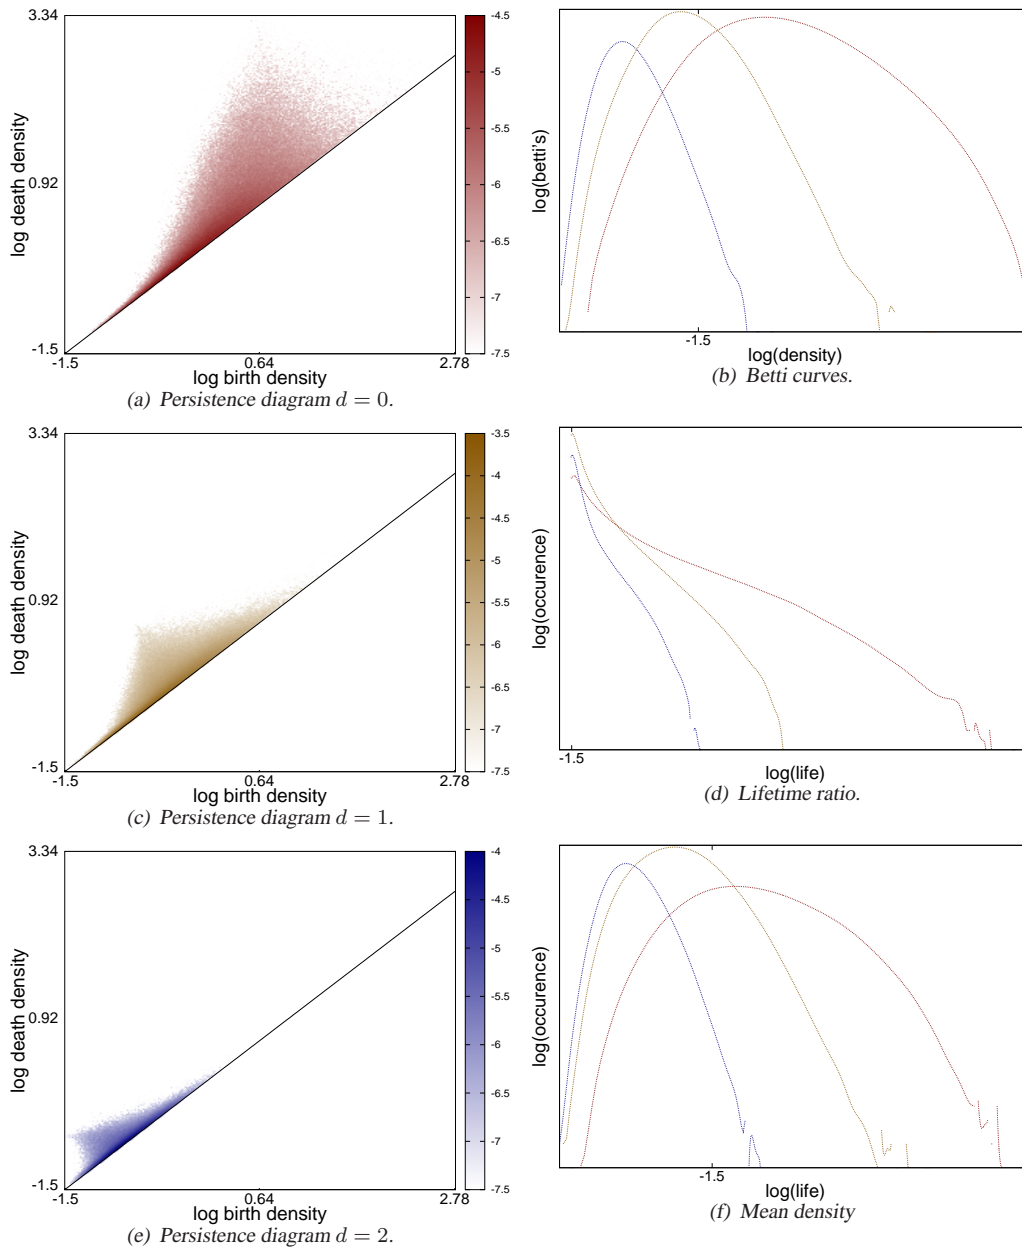 3.34
0.92
-1.5
log death density
-1.5
0.64
2.78
log birth density
-4.5
-5
-5.5
-6
-6.5
-7
-7.5
(a) Persistence diagram d = 0.
log(betti's)
-1.5
log(density)
(b) Betti curves.
3.34
0.92
-1.5
log death density
-1.5
0.64
2.78
log birth density
-3.5
-4
-4.5
-5
-5.5
-6
-6.5
-7
-7.5
(c) Persistence diagram d = 1.
log(occurence)
-1.5
log(life)
(d) Lifetime ratio.
3.34
0.92
-1.5
log death density
-1.5
0.64
2.78
log birth density
-4
-4.5
-5
-5.5
-6
-6.5
-7
-7.5
(e) Persistence diagram d = 2.
log(occurence)
-1.5
log(life)
(f) Mean density